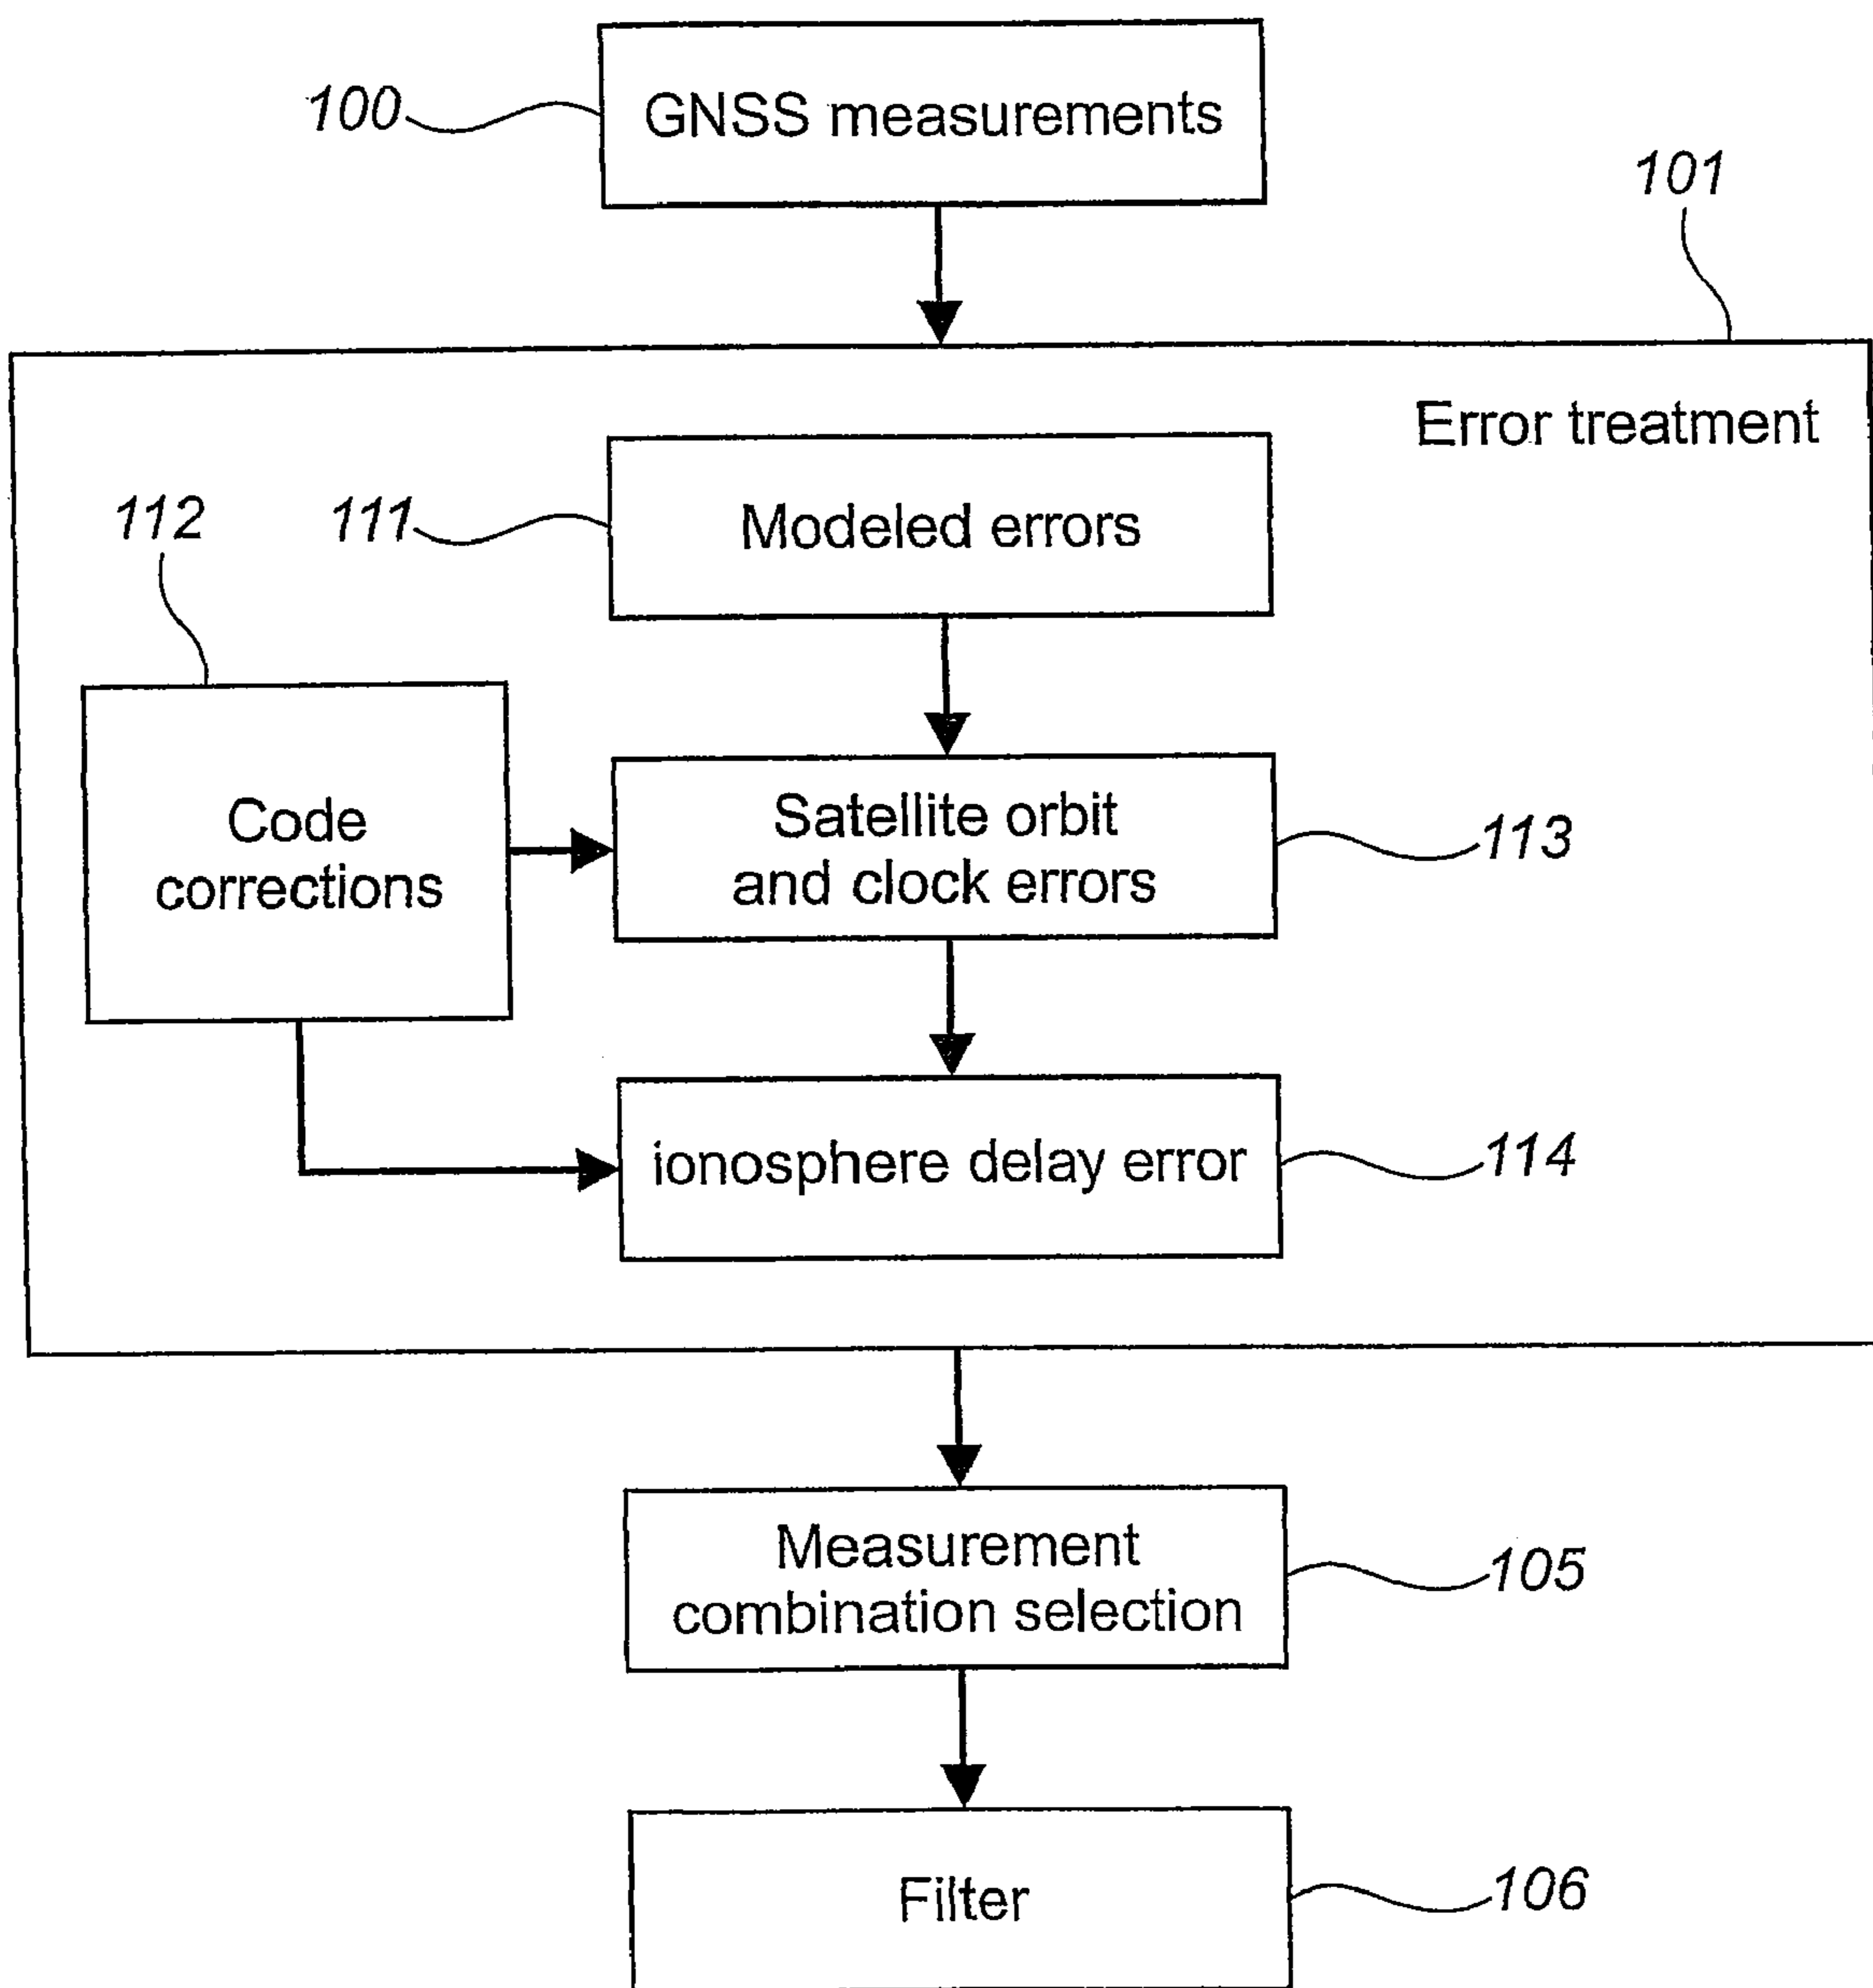 100
GNSS measurements
101
Error treatment
112
111
Modeled errors
Code
corrections
Satellite orbit
and clock errors
113
ionosphere delay error
114
Measurement
combination selection
105
Filter
106